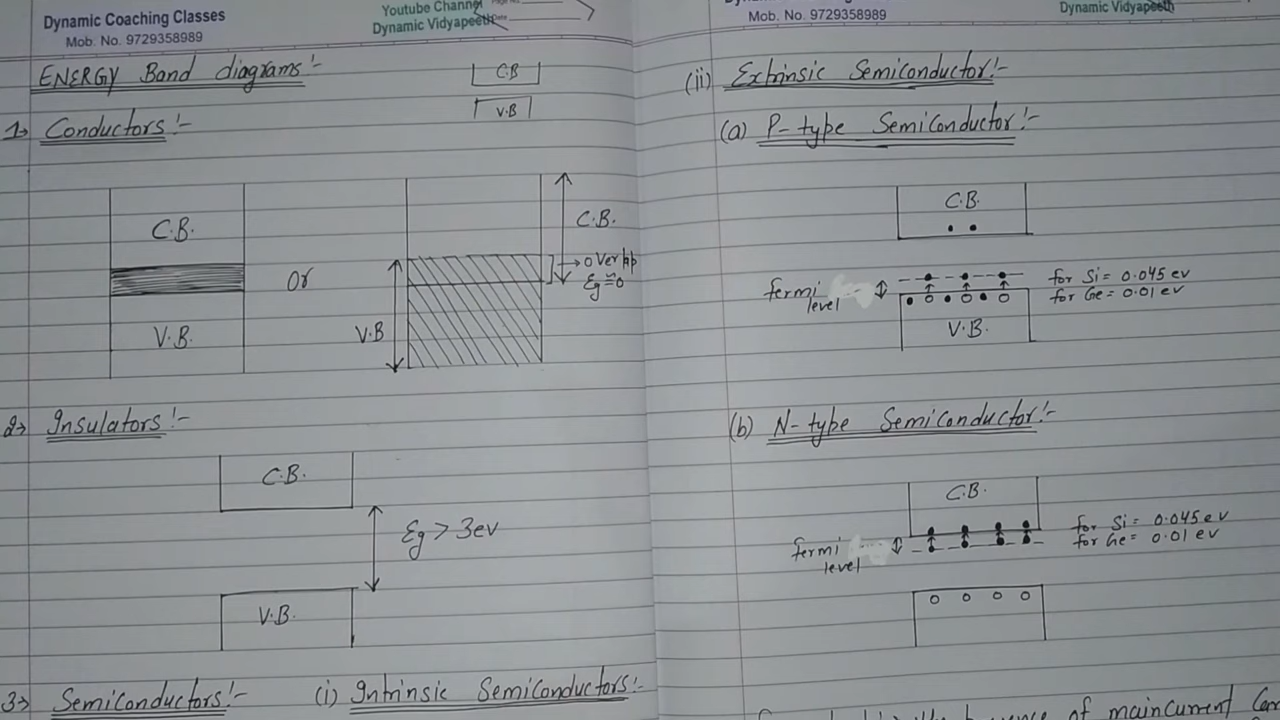 Dynamic Coaching Classes
Mob. No. 9729358989
Youtube Channel
Dynamic Vidyapeeth
ENERGY Band diagrams:-
C.B
V.B
1→ Conductors:-
C.B.
V.B.
Or
V.B
C.B.
→ Overlap
Eg ≈ 0
2→ Insulators:-
C.B.
Eg > 3ev
V.B.
3→ Semiconductors:- (i) Intrinsic Semiconductors:-
Mob. No. 9729358989
Dynamic Vidyapeeth
(ii) Extrinsic Semiconductor:-
(a) P-type Semiconductor:-
C.B.
fermi level
for Si = 0.045 ev
for Ge = 0.01 ev
V.B.
(b) N-type Semiconductor:-
C.B.
fermi level
for Si = 0.045 ev
for Ge = 0.01 ev
of maincurrent